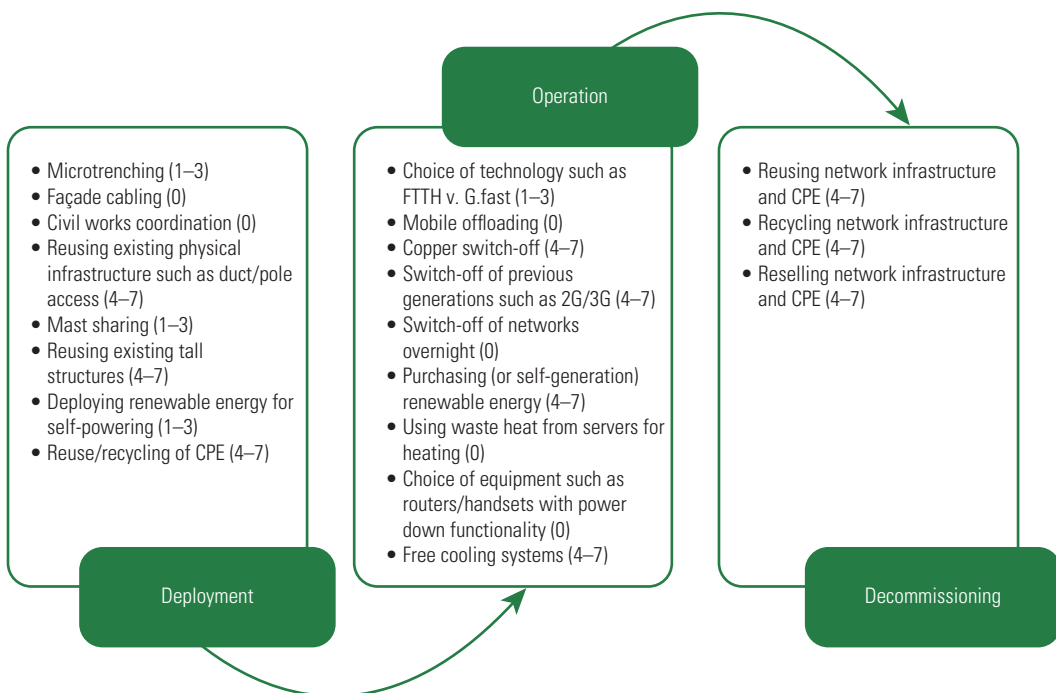 Operation
• Microtrenching (1–3)
• Façade cabling (0)
• Civil works coordination (0)
• Reusing existing physical
infrastructure such as duct/pole
access (4–7)
• Mast sharing (1–3)
• Reusing existing tall
structures (4–7)
• Deploying renewable energy for
self-powering (1–3)
• Reuse/recycling of CPE (4–7)
Deployment
• Choice of technology such as
FTTH v. G.fast (1–3)
• Mobile offloading (0)
• Copper switch-off (4–7)
• Switch-off of previous
generations such as 2G/3G (4–7)
• Switch-off of networks
overnight (0)
• Purchasing (or self-generation)
renewable energy (4–7)
• Using waste heat from servers for
heating (0)
• Choice of equipment such as
routers/handsets with power
down functionality (0)
• Free cooling systems (4–7)
• Reusing network infrastructure
and CPE (4–7)
• Recycling network infrastructure
and CPE (4–7)
• Reselling network infrastructure
and CPE (4–7)
Decommissioning